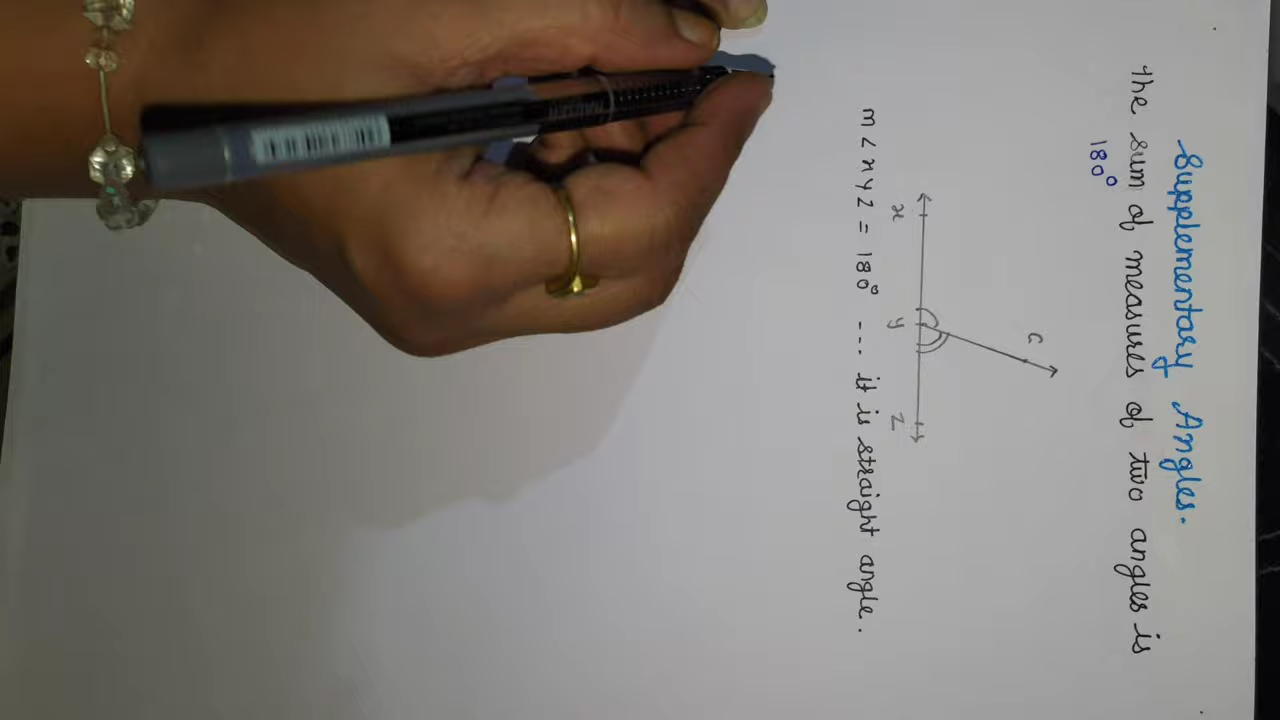 Supplementary Angles.
The sum of measures of two angles is
180°
C
x y z
m∠xyz = 180° --- it is straight angle.